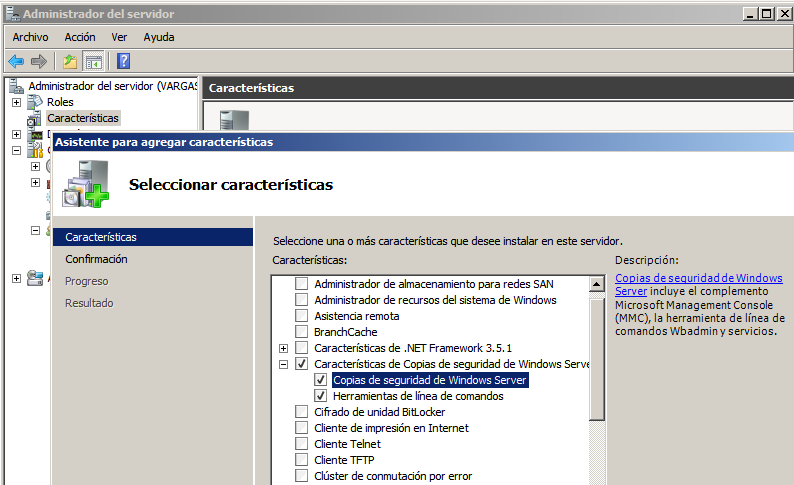 Administrador del servidor
Archivo Acción Ver Ayuda
Administrador del servidor (VARGAS
Roles
Características
Características
Asistente para agregar características
Seleccionar características
Características
Confirmación
Progreso
Resultado
Seleccione una o más características que desee instalar en este servidor.
Características:
Administrador de almacenamiento para redes SAN
Administrador de recursos del sistema de Windows
Asistencia remota
BranchCache
Características de .NET Framework 3.5.1
Características de Copias de seguridad de Windows Serve
Copias de seguridad de Windows Server
Herramientas de línea de comandos
Cifrado de unidad BitLocker
Cliente de impresión en Internet
Cliente Telnet
Cliente TFTP
Clúster de conmutación por error
Descripción:
Copias de seguridad de Windows
Server incluye el complemento
Microsoft Management Console
(MMC), la herramienta de línea de
comandos Wbadmin y servicios.